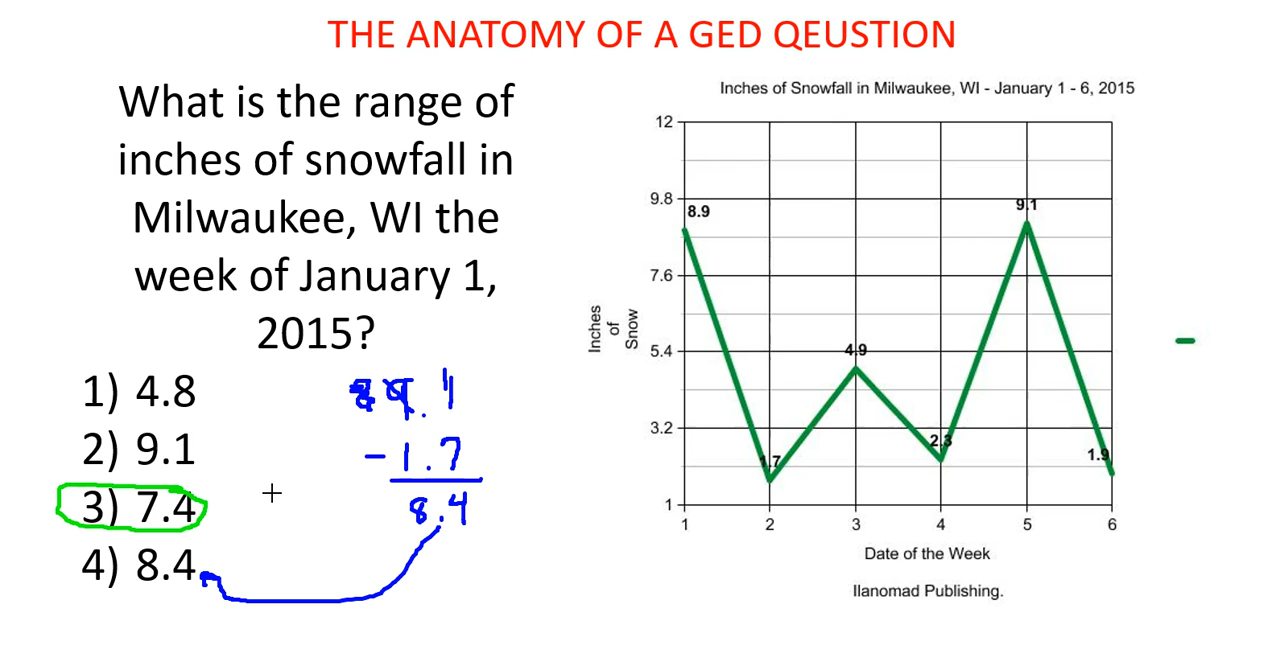 THE ANATOMY OF A GED QEUSTION
What is the range of
inches of snowfall in
Milwaukee, WI the
week of January 1,
2015?
1) 4.8
2) 9.1
3) 7.4
4) 8.4
9.1
- 1.7
8.4
+
Inches of Snowfall in Milwaukee, WI - January 1 - 6, 2015
12
9.8
7.6
5.4
3.2
1
Inches
of
Snow
8.9
1.7
4.9
2.3
9.1
1.9
1 2 3 4 5 6
Date of the Week
Ilanomad Publishing.
-